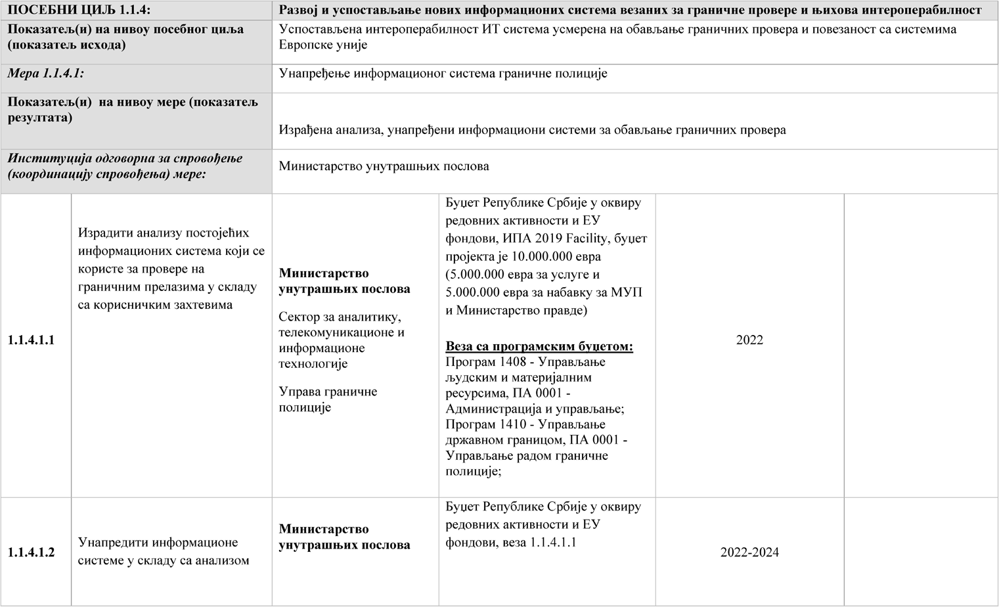 ПОСЕБНИ ЦИЉ 1.1.4:
Развој и успостављање нових информационих система везаних за граничне провере и њихова интероперабилност
Показатељ(и) на нивоу посебног циља
(показатељ исхода)
Успостављена интероперабилност ИТ система усмерена на обављање граничних провера и повезаност са системима
Европске уније
Мера 1.1.4.1:
Унапређење информационог система граничне полиције
Показатељ(и)  на нивоу мере (показатељ
резултата)
Израђена анализа, унапређени информациони системи за обављање граничних провера
Институција одговорна за спровођење
(координацију спровођења) мере:
Министарство унутрашњих послова
1.1.4.1.1
Израдити анализу постојећих
информационих система који се
користе за провере на
граничним прелазима у складу
са корисничким захтевима
Министарство
унутрашњих послова
Сектор за аналитику,
телекомуникационе и
информационе
технологије
Управа граничне
полиције
Буџет Републике Србије у оквиру
редовних активности и ЕУ
фондови, ИПА 2019 Facility, буџет
пројекта је 10.000.000 евра
(5.000.000 евра за услуге и
5.000.000 евра за набавку за МУП
и Министарство правде)
Веза са програмским буџетом:
Програм 1408 - Управљање
људским и материјалним
ресурсима, ПА 0001 -
Администрација и управљање;
Програм 1410 - Управљање
државном границом, ПА 0001 -
Управљање радом граничне
полиције;
2022
1.1.4.1.2
Унапредити информационе
системе у складу са анализом
Министарство
унутрашњих послова
Буџет Републике Србије у оквиру
редовних активности и ЕУ
фондови, веза 1.1.4.1.1
2022-2024